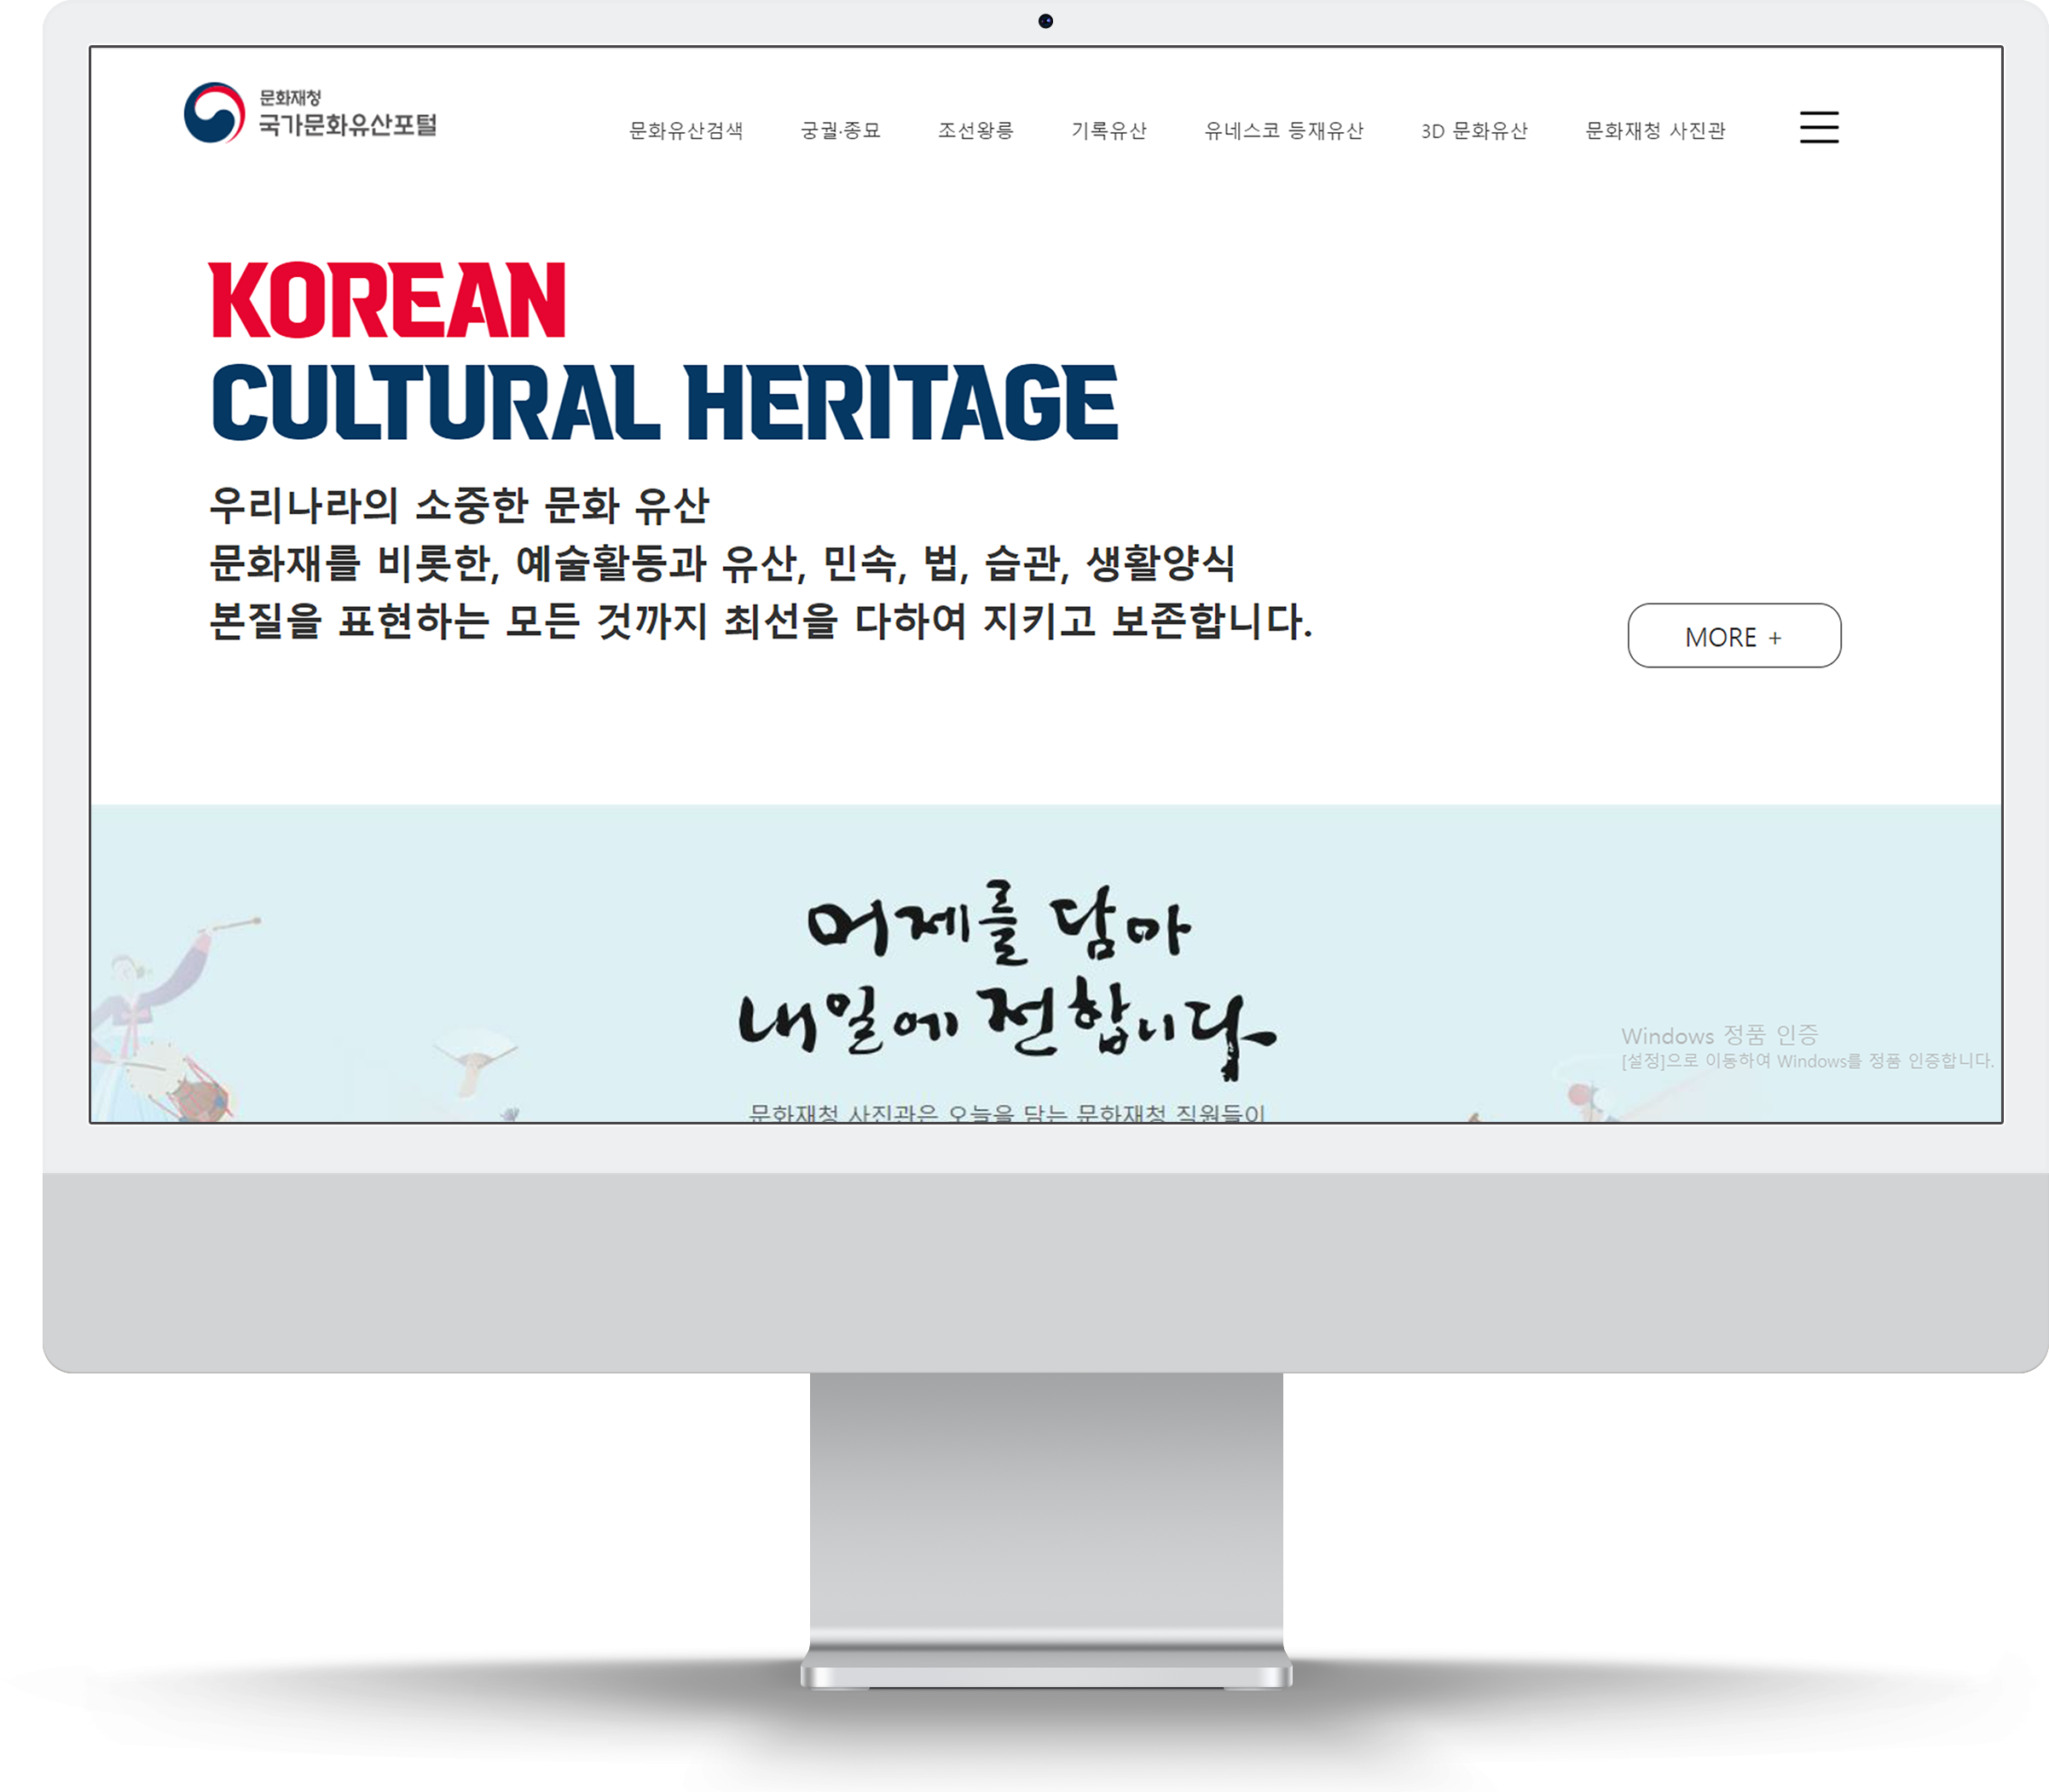 문화재청
국가문화유산포털
문화유산검색 궁궐·종묘 조선왕릉 기록유산 유네스코 등재유산 3D 문화유산 문화재청 사진관
KOREAN
CULTURAL HERITAGE
우리나라의 소중한 문화 유산
문화재를 비롯한, 예술활동과 유산, 민속, 법, 습관, 생활양식
본질을 표현하는 모든 것까지 최선을 다하여 지키고 보존합니다.
MORE +
어제를 담아
내일에 전합니다
Windows 정품 인증
[설정]으로 이동하여 Windows를 정품 인증합니다.
문화재청 사진관은 오늘을 담는 문화재청 직원들이